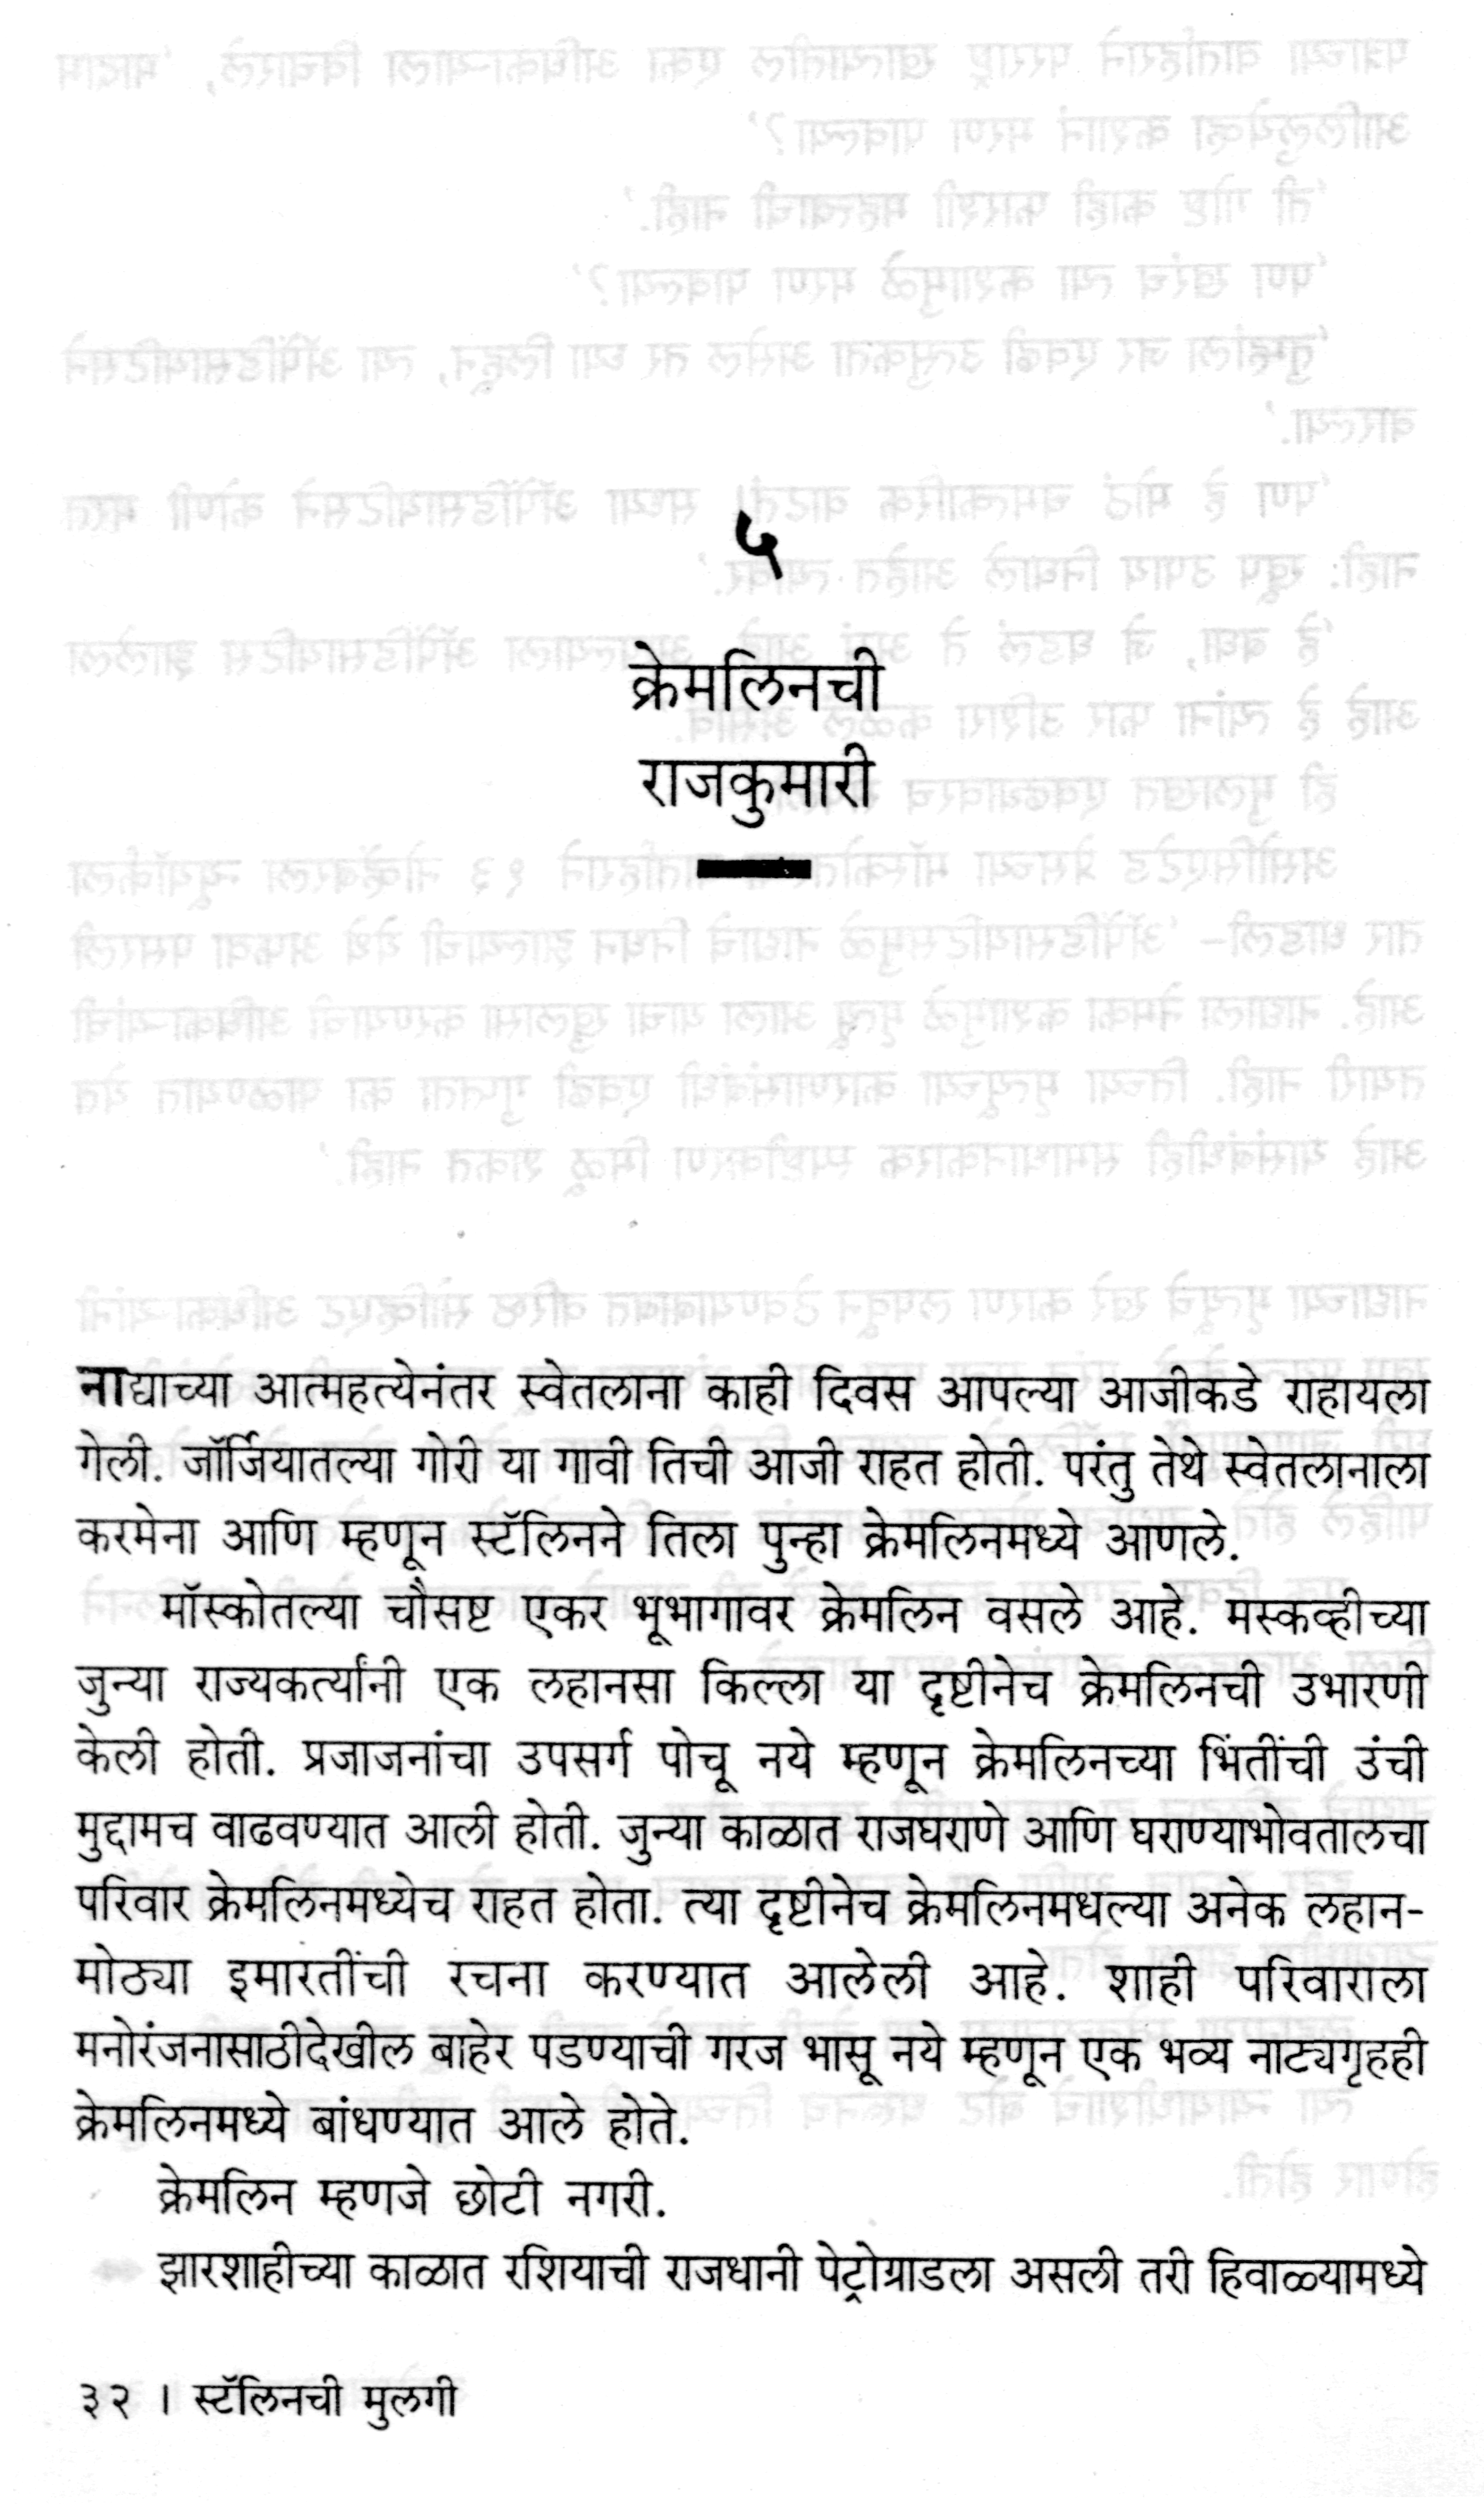 ५
क्रेमलिनची
राजकुमारी
नाद्याच्या आत्महत्येनंतर स्वेतलाना काही दिवस आपल्या आजीकडे राहायला
गेली. जॉर्जियातल्या गोरी या गावी तिची आजी राहत होती. परंतु तेथे स्वेतलानाला
करमेना आणि म्हणून स्टॅलिनने तिला पुन्हा क्रेमलिनमध्ये आणले.
मॉस्कोतल्या चौसष्ट एकर भूभागावर क्रेमलिन वसले आहे. मस्कव्हीच्या
जुन्या राज्यकर्त्यांनी एक लहानसा किल्ला या दृष्टीनेच क्रेमलिनची उभारणी
केली होती. प्रजाजनांचा उपसर्ग पोचू नये म्हणून क्रेमलिनच्या भिंतींची उंची
मुद्दामच वाढवण्यात आली होती. जुन्या काळात राजघराणे आणि घराण्याभोवतालचा
परिवार क्रेमलिनमध्येच राहत होता. त्या दृष्टीनेच क्रेमलिनमधल्या अनेक लहान-
मोठ्या इमारतींची रचना करण्यात आलेली आहे. शाही परिवाराला
मनोरंजनासाठीदेखील बाहेर पडण्याची गरज भासू नये म्हणून एक भव्य नाट्यगृहही
क्रेमलिनमध्ये बांधण्यात आले होते.
क्रेमलिन म्हणजे छोटी नगरी.
झारशाहीच्या काळात रशियाची राजधानी पेट्रोग्राडला असली तरी हिवाळ्यामध्ये
३२ । स्टॅलिनची मुलगी